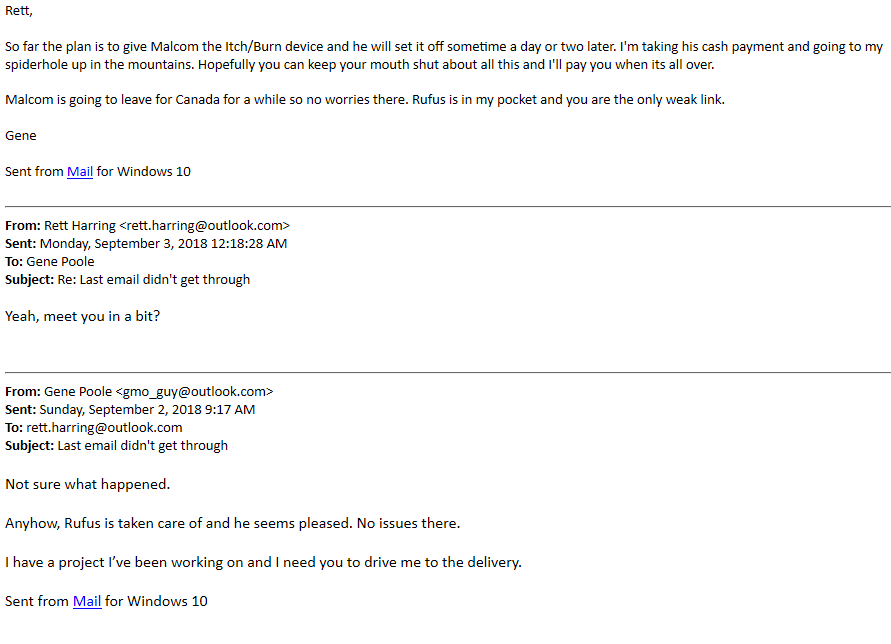 Rett,
So far the plan is to give Malcom the Itch/Burn device and he will set it off sometime a day or two later. I'm taking his cash payment and going to my
spiderhole up in the mountains. Hopefully you can keep your mouth shut about all this and I'll pay you when its all over.
Malcom is going to leave for Canada for a while so no worries there. Rufus is in my pocket and you are the only weak link.
Gene
Sent from Mail for Windows 10
From: Rett Harring <rett.harring@outlook.com>
Sent: Monday, September 3, 2018 12:18:28 AM
To: Gene Poole
Subject: Re: Last email didn't get through
Yeah, meet you in a bit?
From: Gene Poole <gmo_guy@outlook.com>
Sent: Sunday, September 2, 2018 9:17 AM
To: rett.harring@outlook.com
Subject: Last email didn't get through
Not sure what happened.
Anyhow, Rufus is taken care of and he seems pleased. No issues there.
I have a project I’ve been working on and I need you to drive me to the delivery.
Sent from Mail for Windows 10